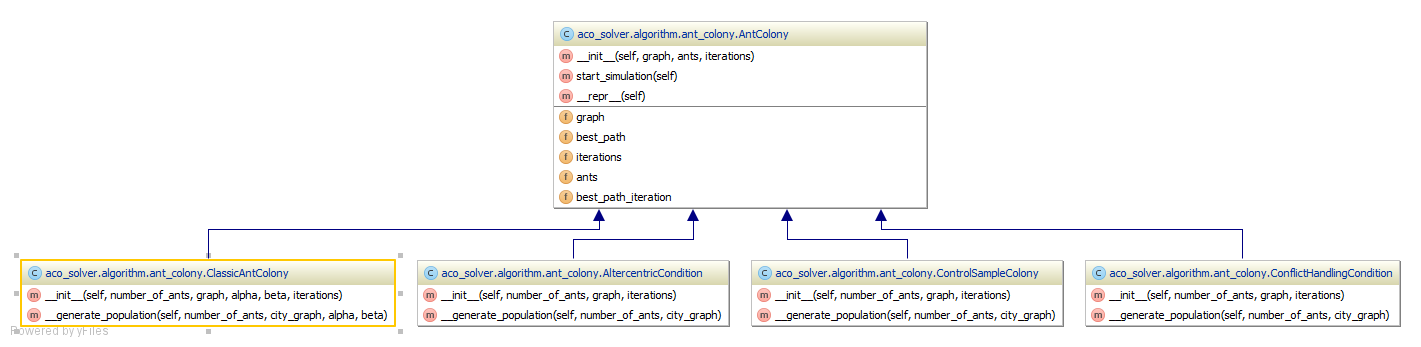 C aco_solver.algorithm.ant_colony.AntColony
m __init__(self, graph, ants, iterations)
m start_simulation(self)
m __repr__(self)
f graph
f best_path
f iterations
f ants
f best_path_iteration
C aco_solver.algorithm.ant_colony.ClassicAntColony
m __init__(self, number_of_ants, graph, alpha, beta, iterations)
m __generate_population(self, number_of_ants, city_graph, alpha, beta)
C aco_solver.algorithm.ant_colony.AltercentricCondition
m __init__(self, number_of_ants, graph, iterations)
m __generate_population(self, number_of_ants, city_graph)
C aco_solver.algorithm.ant_colony.ControlSampleColony
m __init__(self, number_of_ants, graph, iterations)
m __generate_population(self, number_of_ants, city_graph)
C aco_solver.algorithm.ant_colony.ConflictHandlingCondition
m __init__(self, number_of_ants, graph, iterations)
m __generate_population(self, number_of_ants, city_graph)
Powered by yFiles